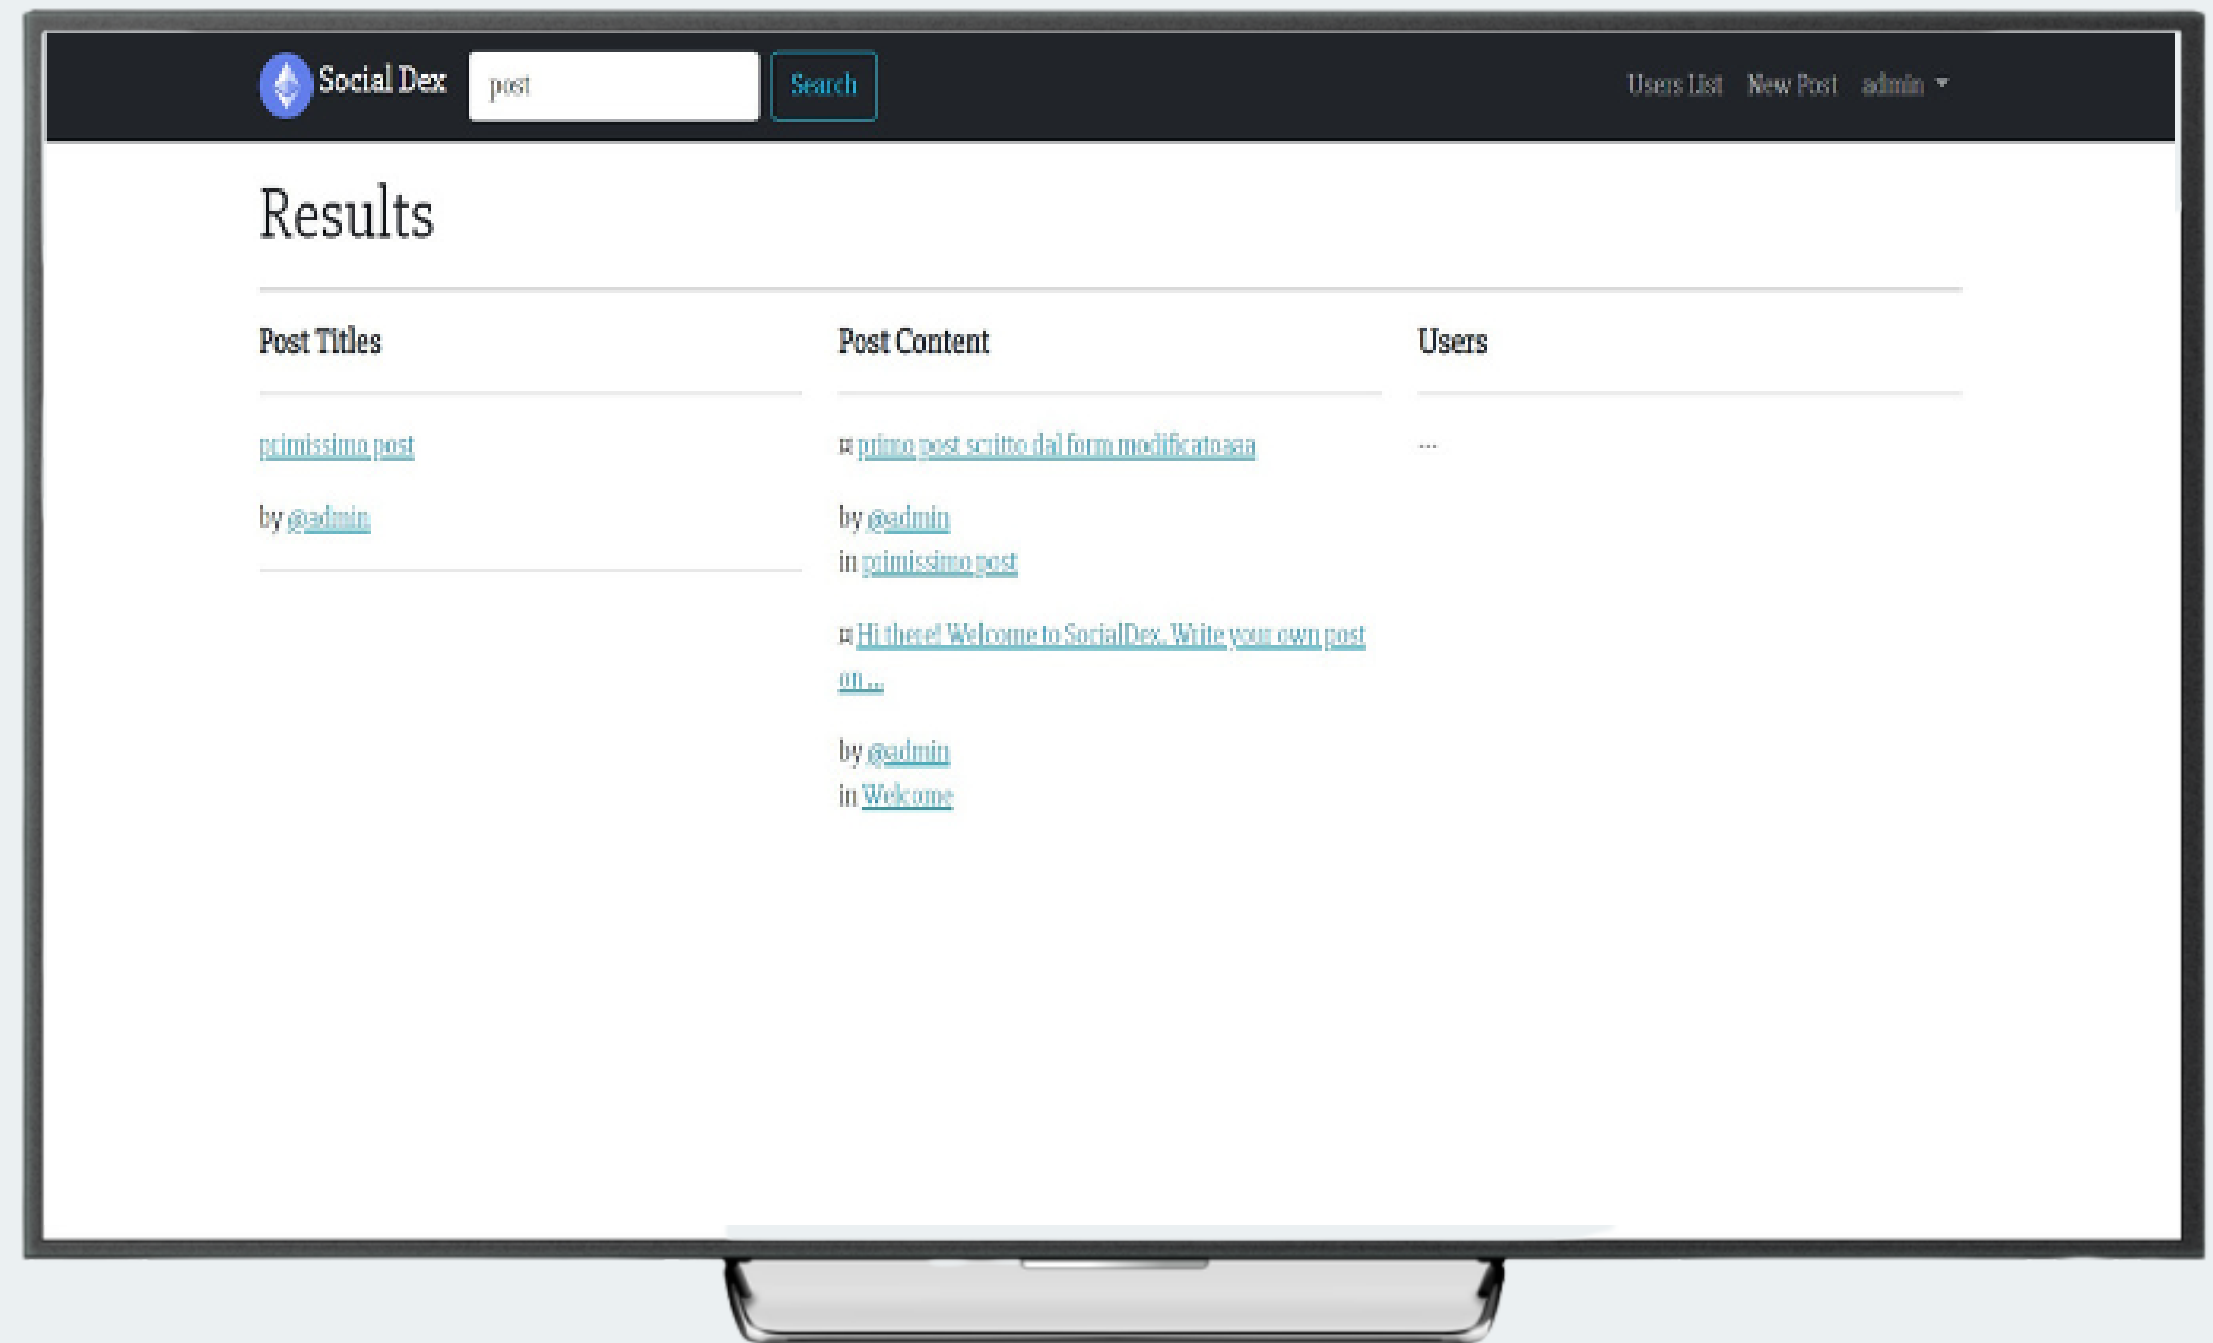 Social Dex
post
Search
Users List
New Post
admin
Results
Post Titles
primissimo post
by @admin
Post Content
¤ primo post scritto dal form modificatoaaa
by @admin
in primissimo post
¤ Hi there! Welcome to SocialDex. Write your own post
on ...
by @admin
in Welcome
Users
...